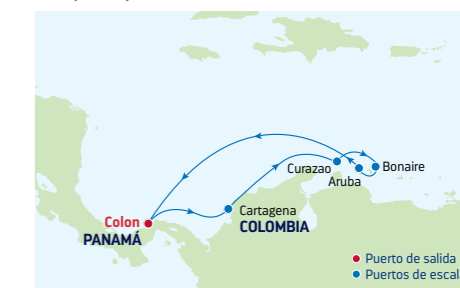 Curazao
Bonaire
Aruba
Colon
PANAMÁ
Cartagena
COLOMBIA
Puerto de salida
Puertos de escal